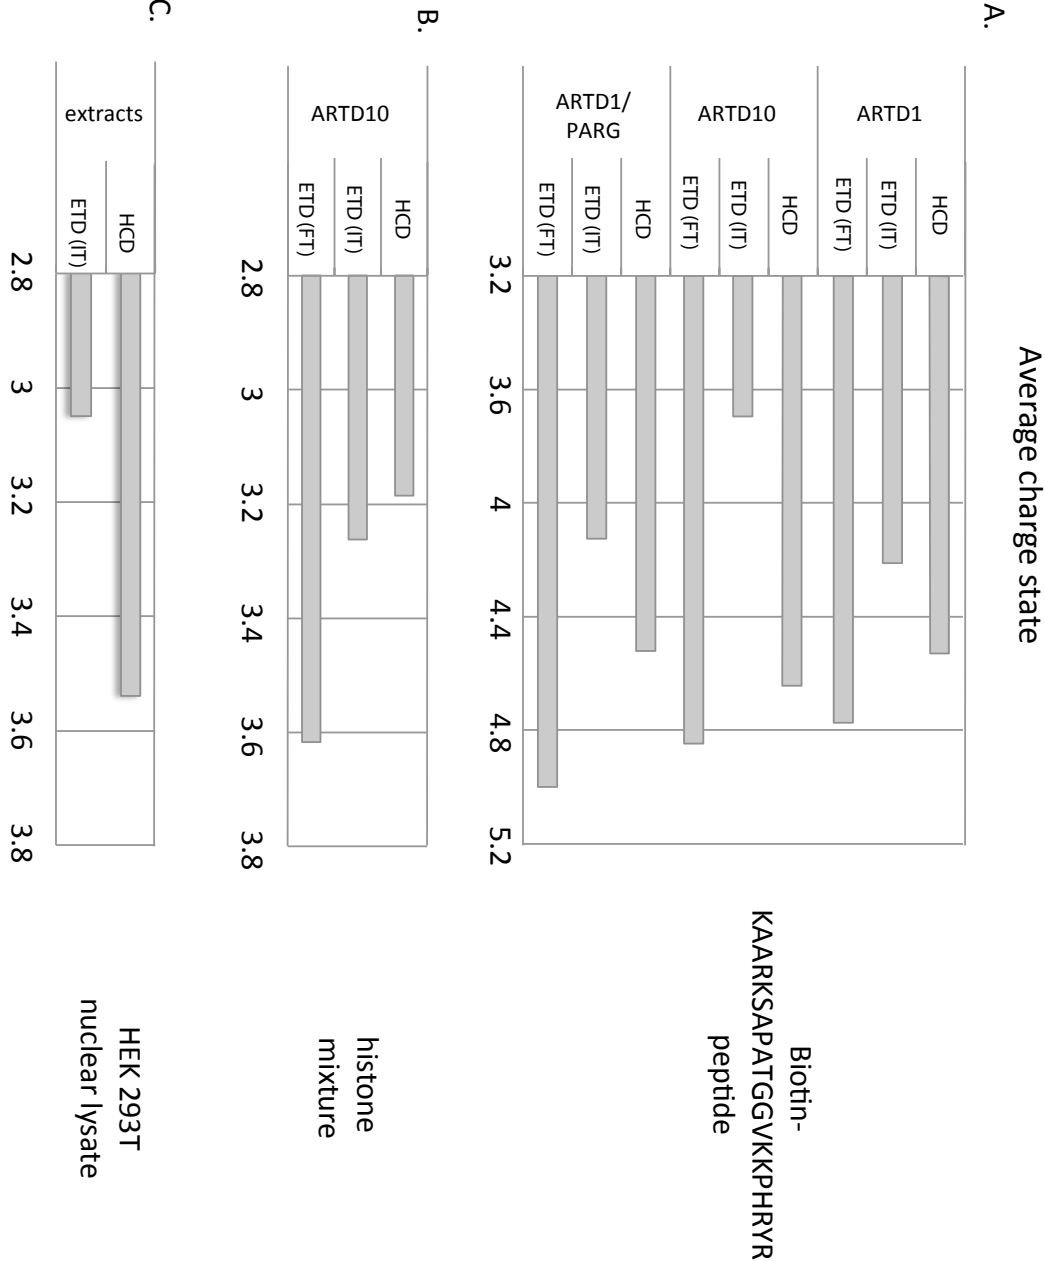 Average charge state
A.
ARTD1
HCD
ETD (IT)
ETD (FT)
ARTD10
HCD
ETD (IT)
ETD (FT)
ARTD1/
PARG
HCD
ETD (IT)
ETD (FT)
3.2
3.6
4
4.4
4.8
5.2
Biotin-
KAARKSAPATGGVKKPHRYR
peptide
B.
ARTD10
HCD
ETD (IT)
ETD (FT)
2.8
3
3.2
3.4
3.6
3.8
histone
mixture
C.
extracts
HCD
ETD (IT)
2.8
3
3.2
3.4
3.6
3.8
HEK 293T
nuclear lysate